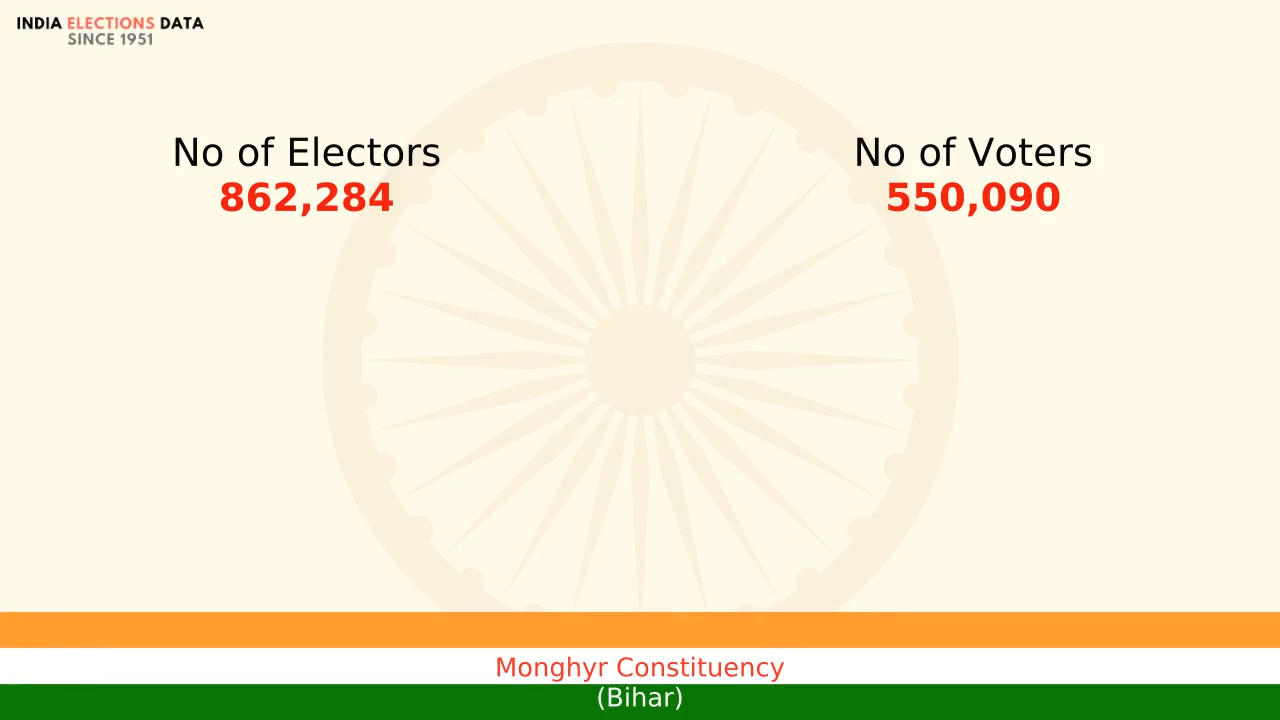 INDIA ELECTIONS DATA
SINCE 1951
No of Electors
862,284
No of Voters
550,090
Monghyr Constituency
(Bihar)